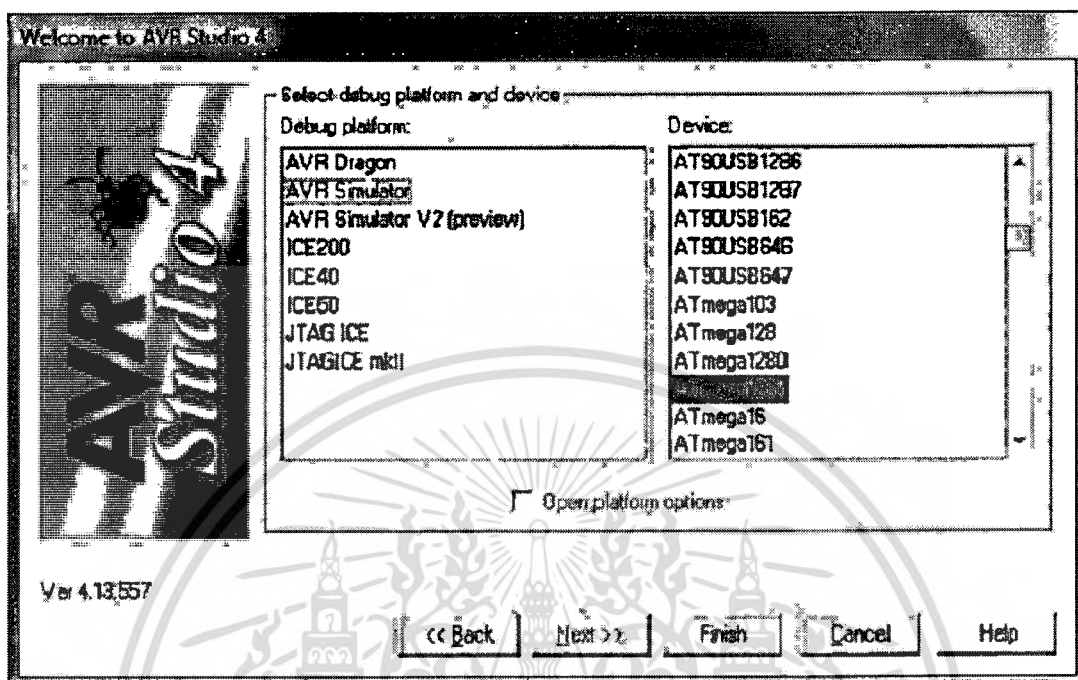 Welcome to AVR Studio 4
AVR
Studio 4
Select debug platform and device
Debug platform:
AVR Dragon
AVR Simulator
AVR Simulator V2 (preview)
ICE200
ICE40
ICE50
JTAG ICE
JTAGICE mkII
Device:
AT90USB1286
AT90USB1287
AT90USB162
AT90USB646
AT90USB647
ATmega103
ATmega128
ATmega1280
ATmega16
ATmega161
Open platform options
Ver 4.13.557
<< Back
Next >>
Finish
Cancel
Help